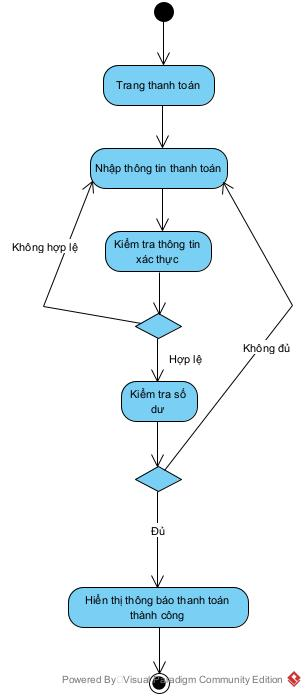 Trang thanh toán
Nhập thông tin thanh toán
Kiểm tra thông tin
xác thực
Không hợp lệ
Hợp lệ
Không đủ
Kiểm tra số
dư
Đủ
Hiển thị thông báo thanh toán
thành công
Powered By Visual Paradigm Community Edition